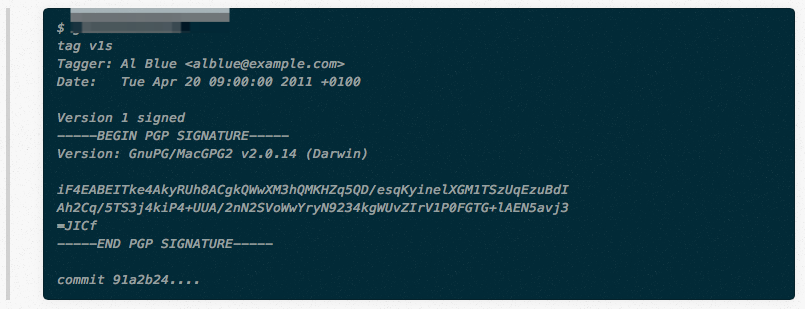 $
tag v1s
Tagger: Al Blue <alblue@example.com>
Date:   Tue Apr 20 09:00:00 2011 +0100
Version 1 signed
-----BEGIN PGP SIGNATURE-----
Version: GnuPG/MacGPG2 v2.0.14 (Darwin)
iF4EABEITke4AkyRUh8ACgkQWwXM3hQMKHZq5QD/esqKyinelXGM1TSzUqEzuBdI
Ah2Cq/5TS3j4kiP4+UUA/2nN2SVoWwYryN9234kgWUvZIrV1P0FGTG+lAEN5avj3
=JICf
-----END PGP SIGNATURE-----
commit 91a2b24....